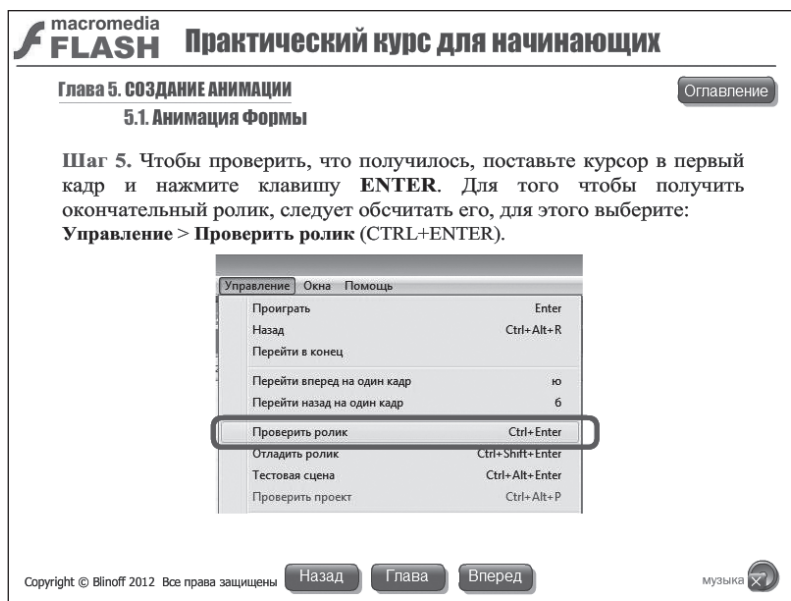 macromedia
FLASH
Практический курс для начинающих
Глава 5. СОЗДАНИЕ АНИМАЦИИ
Оглавление
5.1. Анимация Формы
Шаг 5. Чтобы проверить, что получилось, поставьте курсор в первый
кадр и нажмите клавишу ENTER. Для того чтобы получить
окончательный ролик, следует обсчитать его, для этого выберите:
Управление > Проверить ролик (CTRL+ENTER).
Управление Окна Помощь
Проиграть Enter
Назад Ctrl+Alt+R
Перейти в конец
Перейти вперед на один кадр ю
Перейти назад на один кадр б
Проверить ролик Ctrl+Enter
Отладить ролик Ctrl+Shift+Enter
Тестовая сцена Ctrl+Alt+Enter
Проверить проект Ctrl+Alt+P
Copyright © Blinoff 2012 Все права защищены
Назад Глава Вперед
музыка